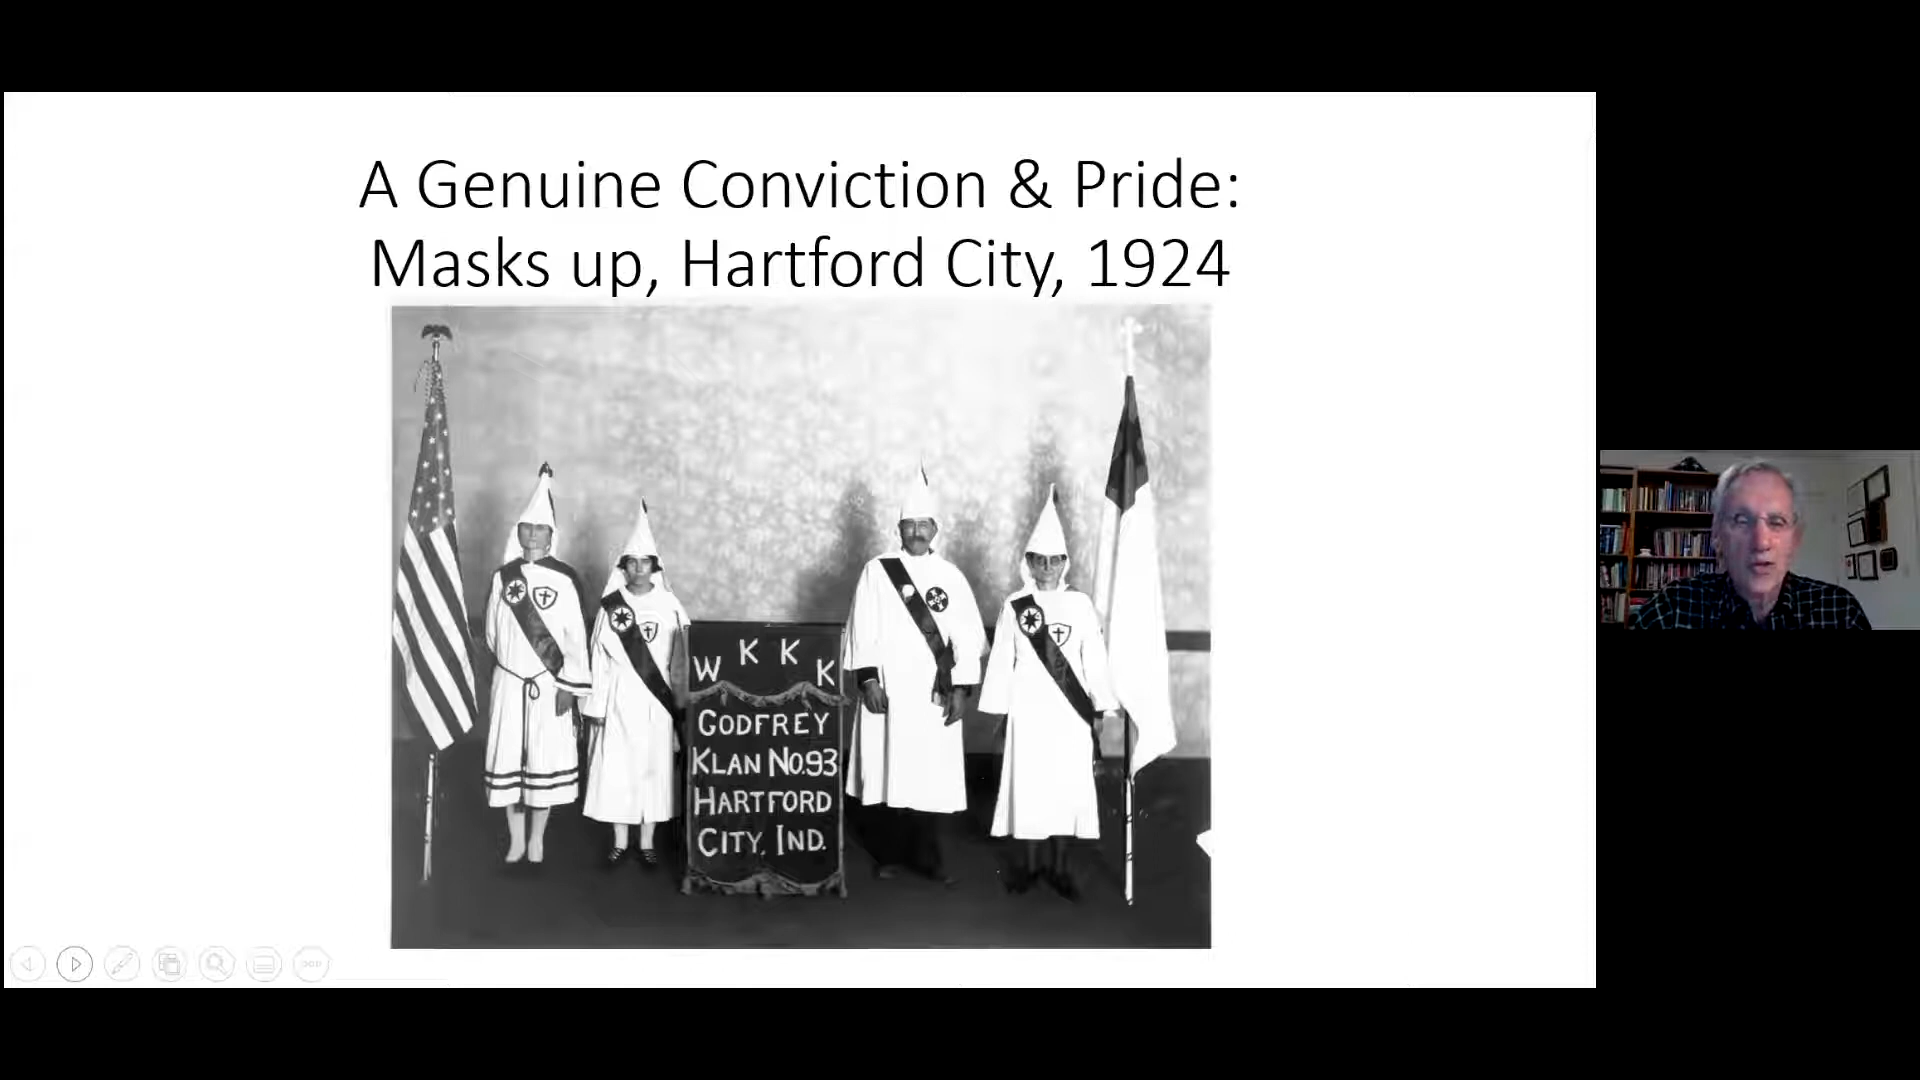 A Genuine Conviction & Pride:
Masks up, Hartford City, 1924
W K K K
GODFREY
KLAN NO.93
HARTFORD
CITY, IND.